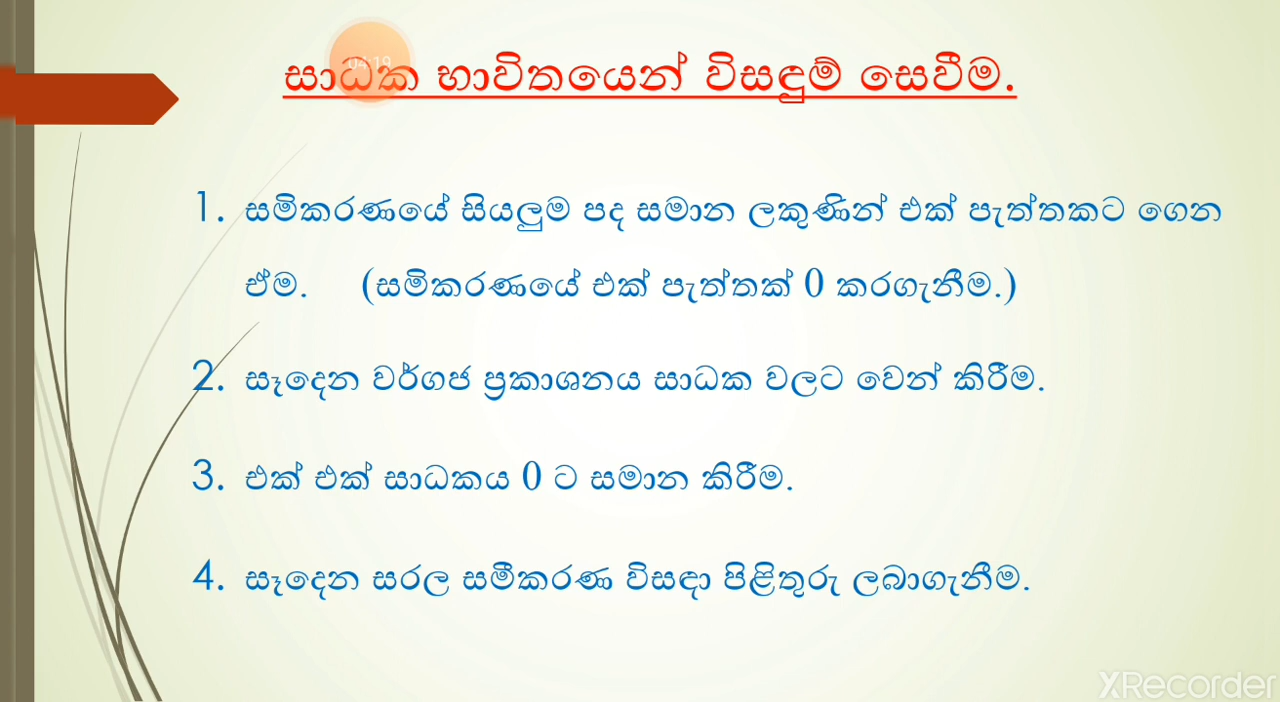 සාධක භාවිතයෙන් විසඳුම් සෙවීම.
04:19
1. සමිකරණයේ සියලුම පද සමාන ලකුණින් එක් පැත්තකට ගෙන
ඒම. (සමිකරණයේ එක් පැත්තක් 0 කරගැනීම.)
2. සෑදෙන වර්ගජ ප්‍රකාශනය සාධක වලට වෙන් කිරීම.
3. එක් එක් සාධකය 0 ට සමාන කිරීම.
4. සෑදෙන සරල සමීකරණ විසඳා පිළිතුරු ලබාගැනීම.
XRecorder